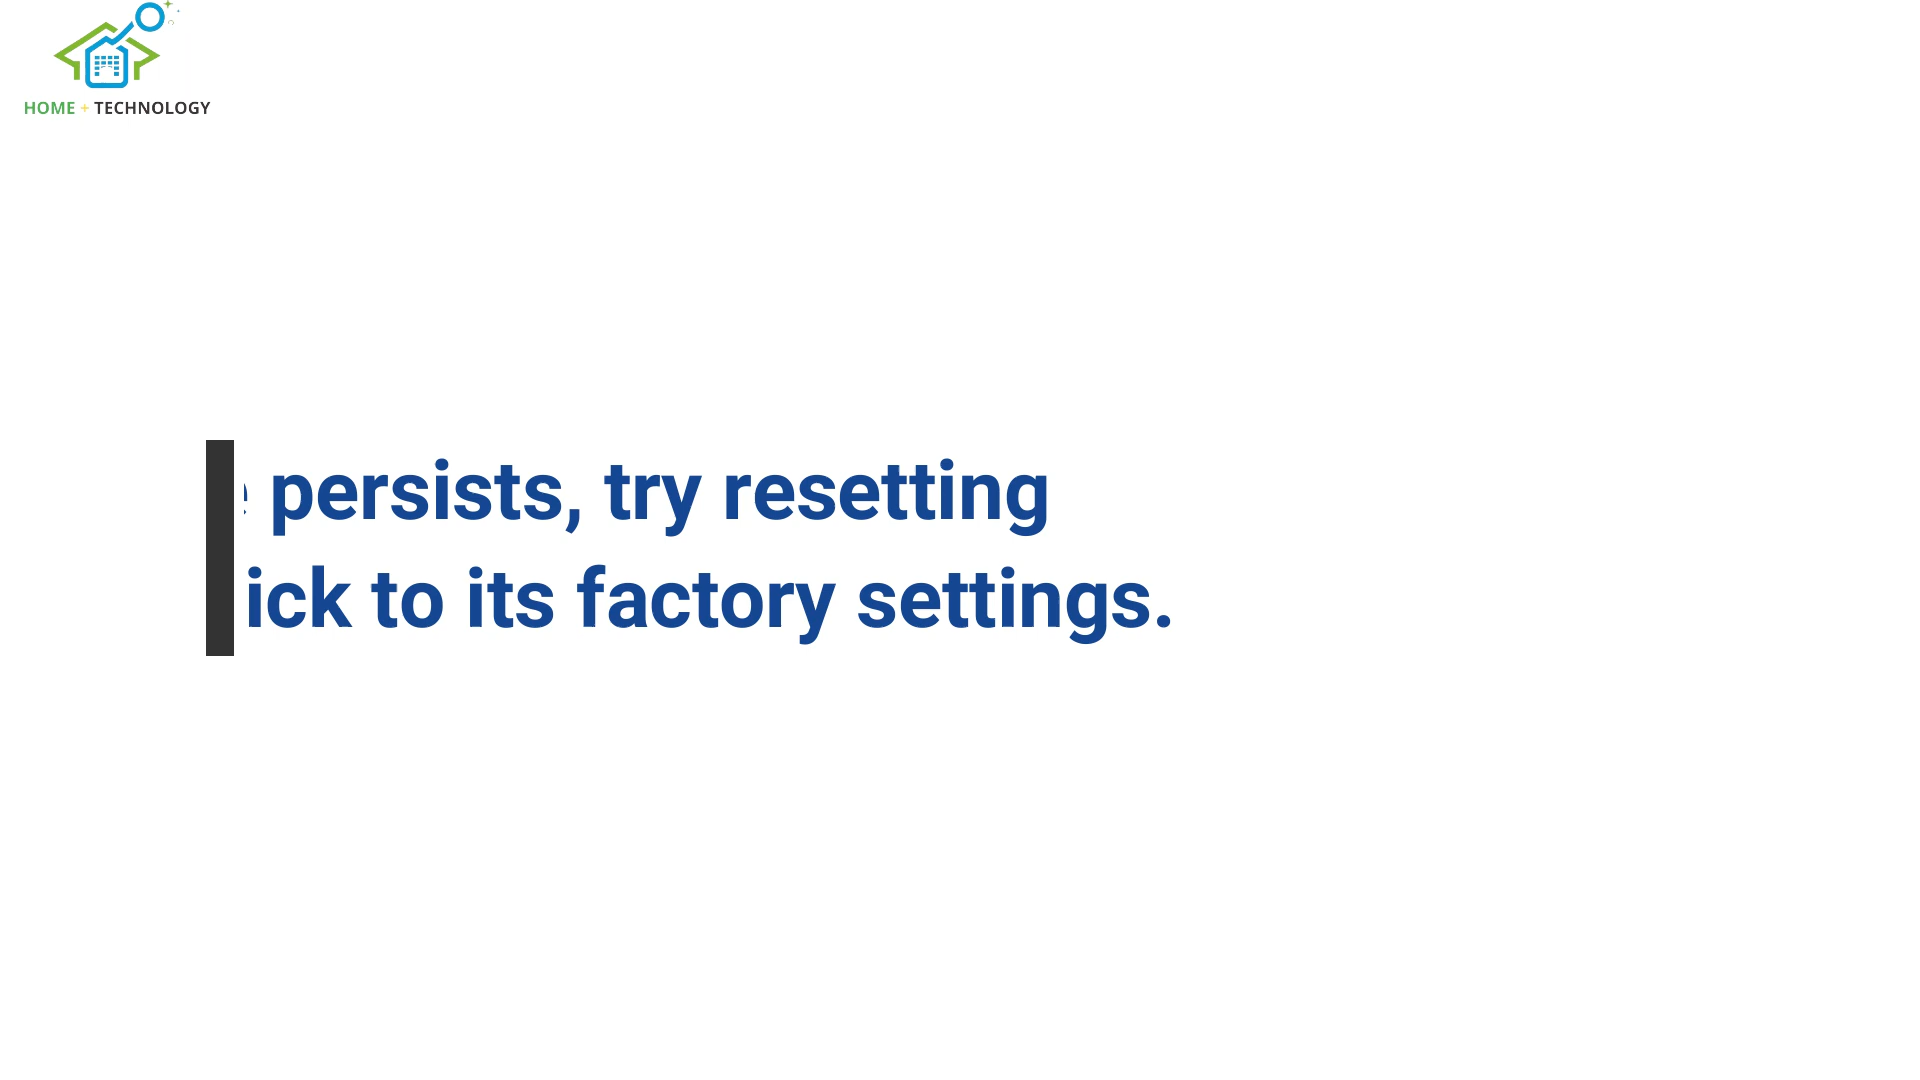 HOME + TECHNOLOGY
persists, try resetting
ick to its factory settings.